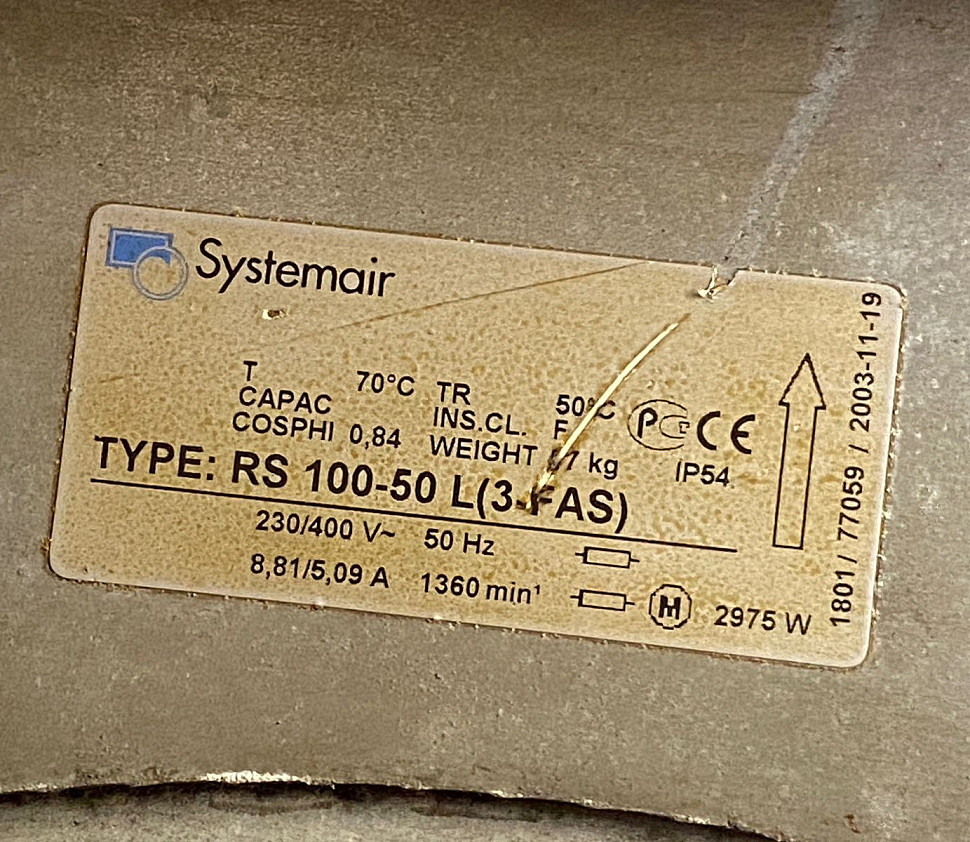 Systemair
T 70°C TR 50°C
CAPAC INS.CL. F
COSPHI 0,84 WEIGHT kg IP54
TYPE: RS 100-50 L(3-FAS)
230/400 V~ 50 Hz
8,81/5,09 A 1360 min¹ M 2975 W
CE
1801 / 77059 / 2003-11-19